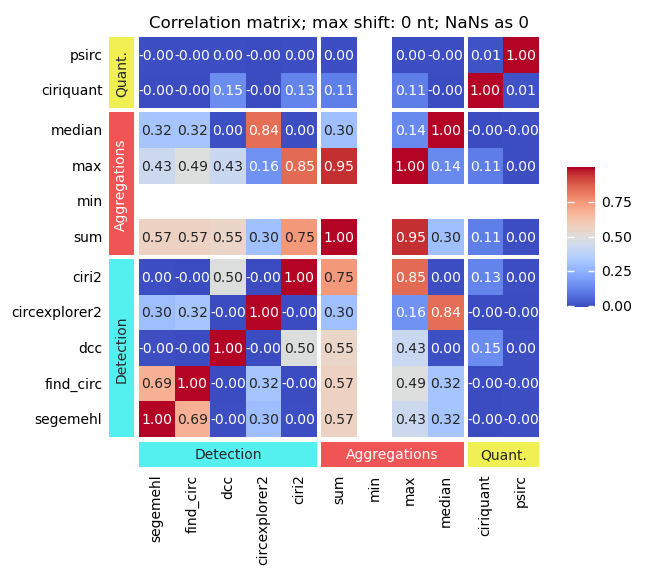 Correlation matrix; max shift: 0 nt; NaNs as 0
psirc -0.00 -0.00 0.00 -0.00 0.00 0.00 0.00 -0.00 0.01 1.00
ciriquant -0.00 -0.00 0.15 -0.00 0.13 0.11 0.11 -0.00 1.00 0.01
median 0.32 0.32 0.00 0.84 0.00 0.30 0.14 1.00 -0.00 -0.00
max 0.43 0.49 0.43 0.16 0.85 0.95 1.00 0.14 0.11 0.00
min
sum 0.57 0.57 0.55 0.30 0.75 1.00 0.95 0.30 0.11 0.00
ciri2 0.00 -0.00 0.50 -0.00 1.00 0.75 0.85 0.00 0.13 0.00
circexplorer2 0.30 0.32 -0.00 1.00 -0.00 0.30 0.16 0.84 -0.00 -0.00
dcc -0.00 -0.00 1.00 -0.00 0.50 0.55 0.43 0.00 0.15 0.00
find_circ 0.69 1.00 -0.00 0.32 -0.00 0.57 0.49 0.32 -0.00 -0.00
segemehl 1.00 0.69 -0.00 0.30 0.00 0.57 0.43 0.32 -0.00 -0.00
Quant.
Aggregations
Detection
Detection Aggregations Quant.
segemehl
find_circ
dcc
circexplorer2
ciri2
sum
min
max
median
ciriquant
psirc
0.75
0.50
0.25
0.00